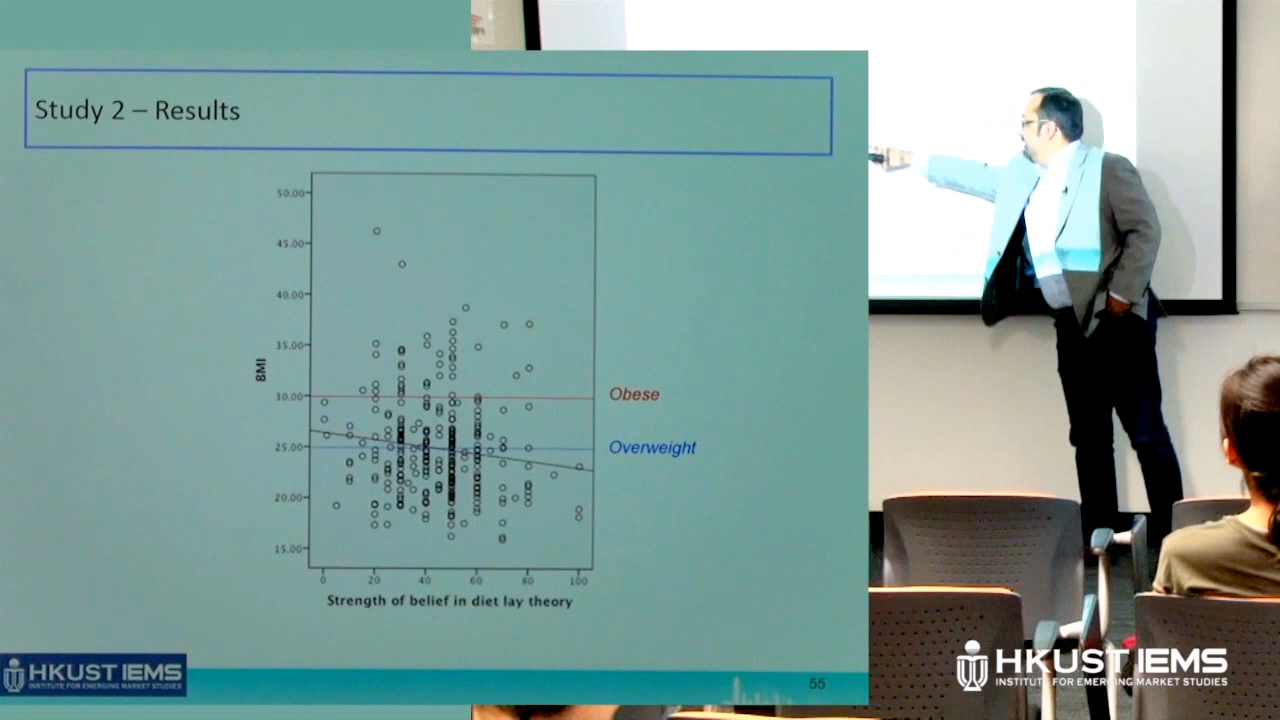 Study 2 – Results
50.00
45.00
40.00
35.00
30.00
25.00
20.00
15.00
BMI
Obese
Overweight
0 20 40 60 80 100
Strength of belief in diet lay theory
HKUST IEMS
INSTITUTE FOR EMERGING MARKET STUDIES
55
HKUST IEMS
INSTITUTE FOR EMERGING MARKET STUDIES